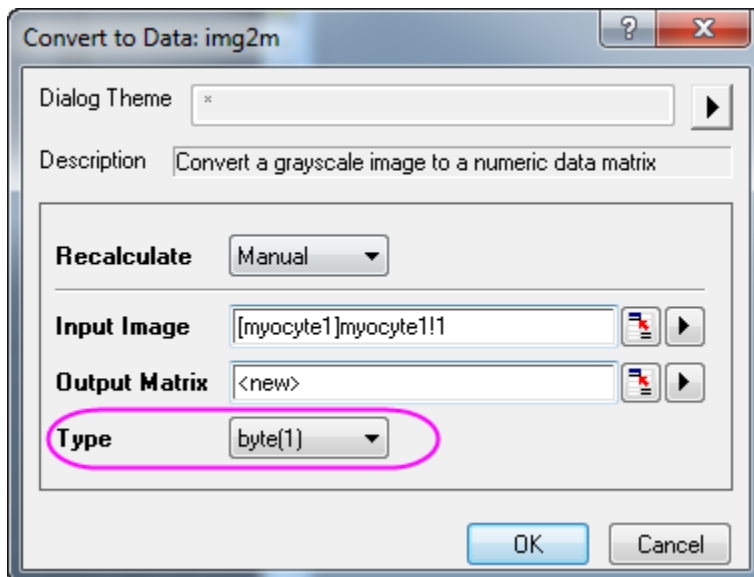 Convert to Data: img2m
Dialog Theme *
Description Convert a grayscale image to a numeric data matrix
Recalculate Manual
Input Image [myocyte1]myocyte1!1
Output Matrix <new>
Type byte(1)
OK Cancel